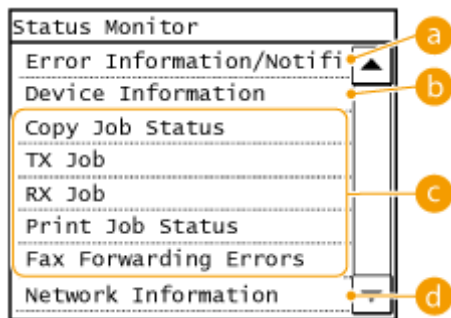 Status Monitor
Error Information/Notifi
a
Device Information
b
Copy Job Status
TX Job
RX Job
c
Print Job Status
Fax Forwarding Errors
Network Information
d